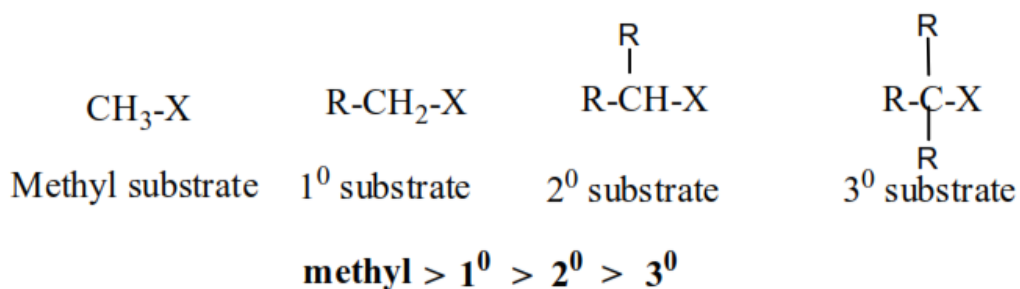 R R
CH₃-X R-CH₂-X R-CH-X R-C-X
R
Methyl substrate 1⁰ substrate 2⁰ substrate 3⁰ substrate
methyl > 1⁰ > 2⁰ > 3⁰